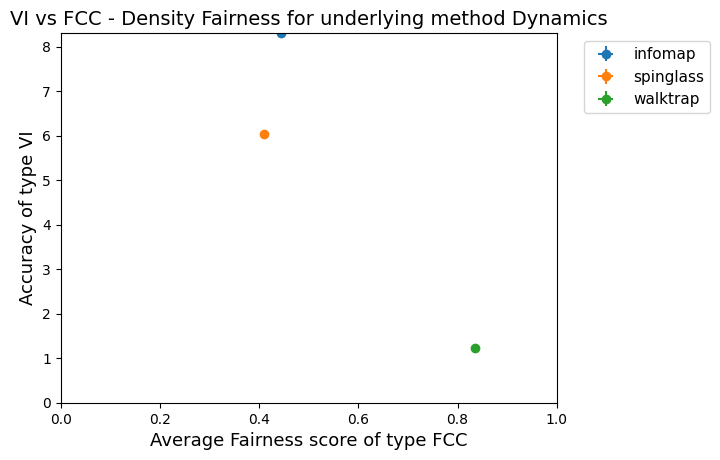 VI vs FCC - Density Fairness for underlying method Dynamics
infomap
spinglass
walktrap
Accuracy of type VI
8
7
6
5
4
3
2
1
0
0.0 0.2 0.4 0.6 0.8 1.0
Average Fairness score of type FCC